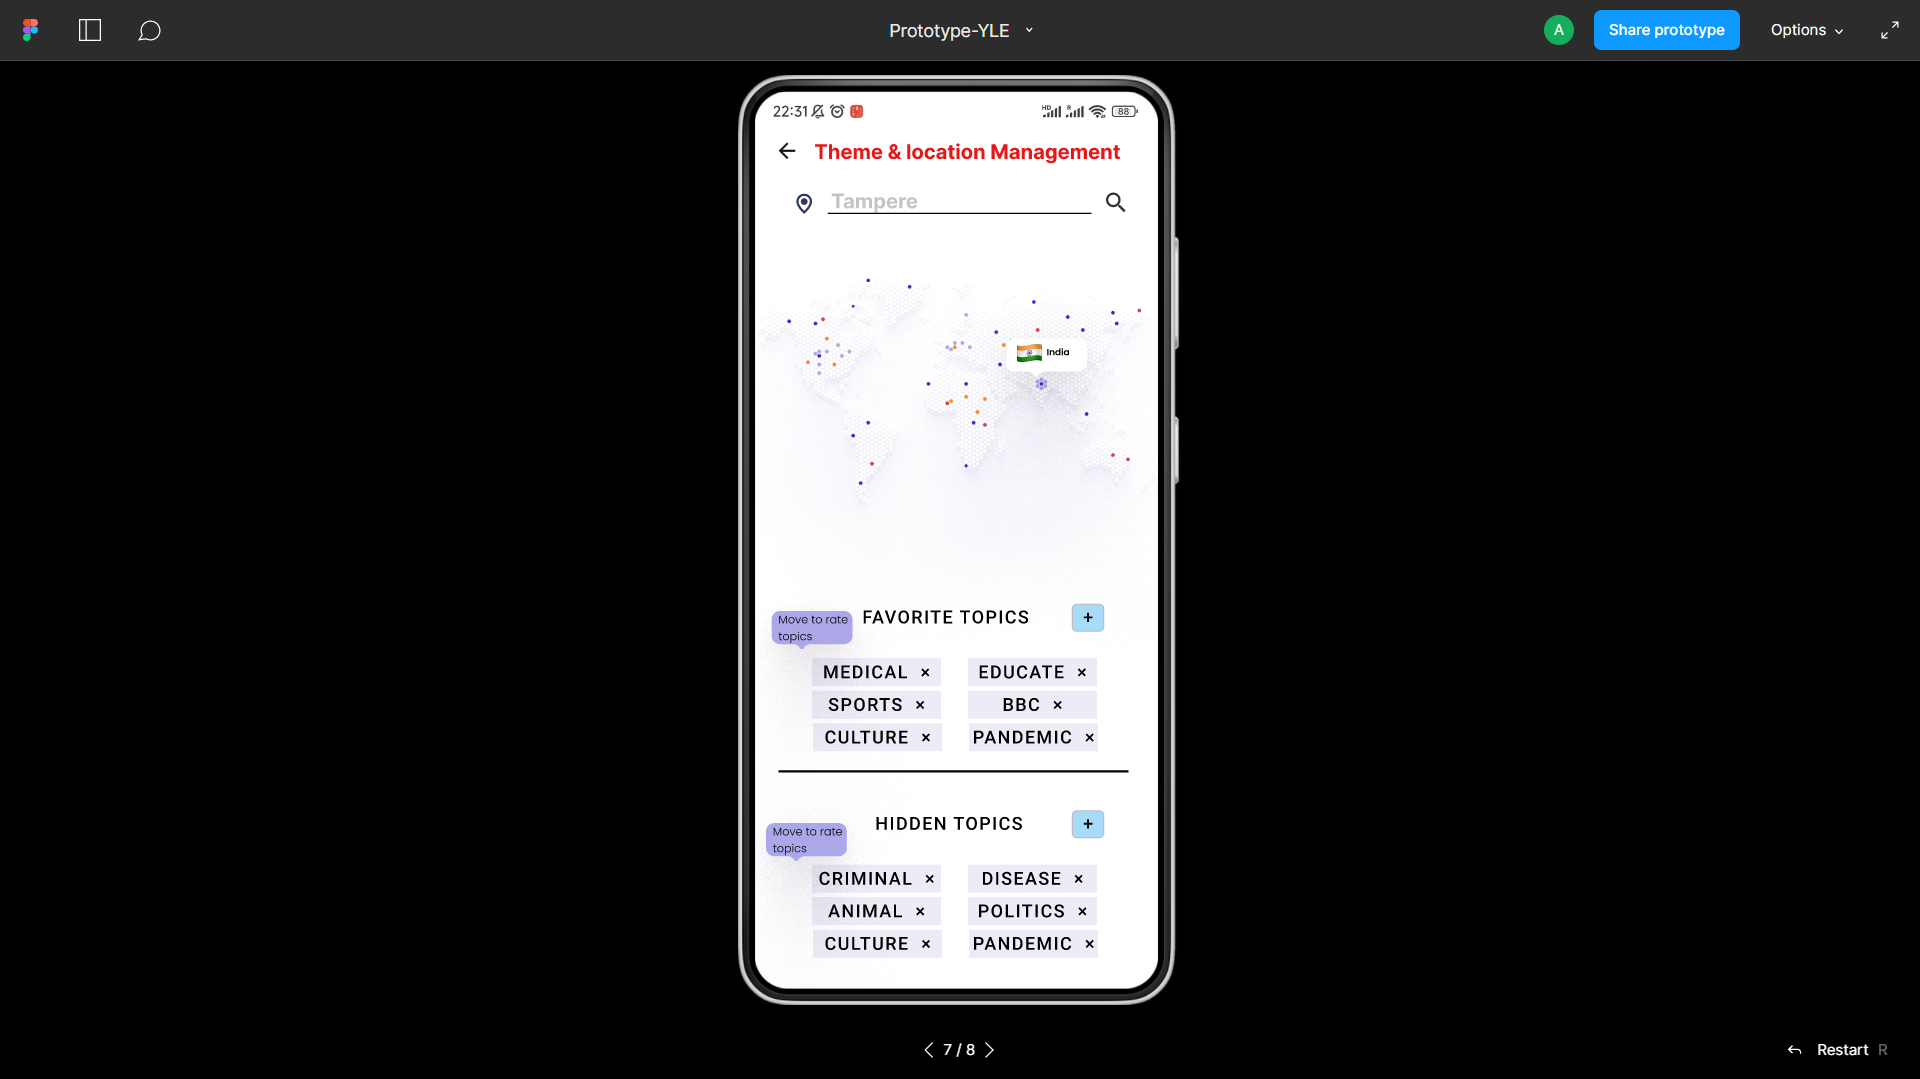 Prototype-YLE
A
Share prototype
Options
22:31
HD
R
88
Theme & location Management
Tampere
India
Move to rate
topics
FAVORITE TOPICS
+
MEDICAL ×
EDUCATE ×
SPORTS ×
BBC ×
CULTURE ×
PANDEMIC ×
Move to rate
topics
HIDDEN TOPICS
+
CRIMINAL ×
DISEASE ×
ANIMAL ×
POLITICS ×
CULTURE ×
PANDEMIC ×
7 / 8
Restart R